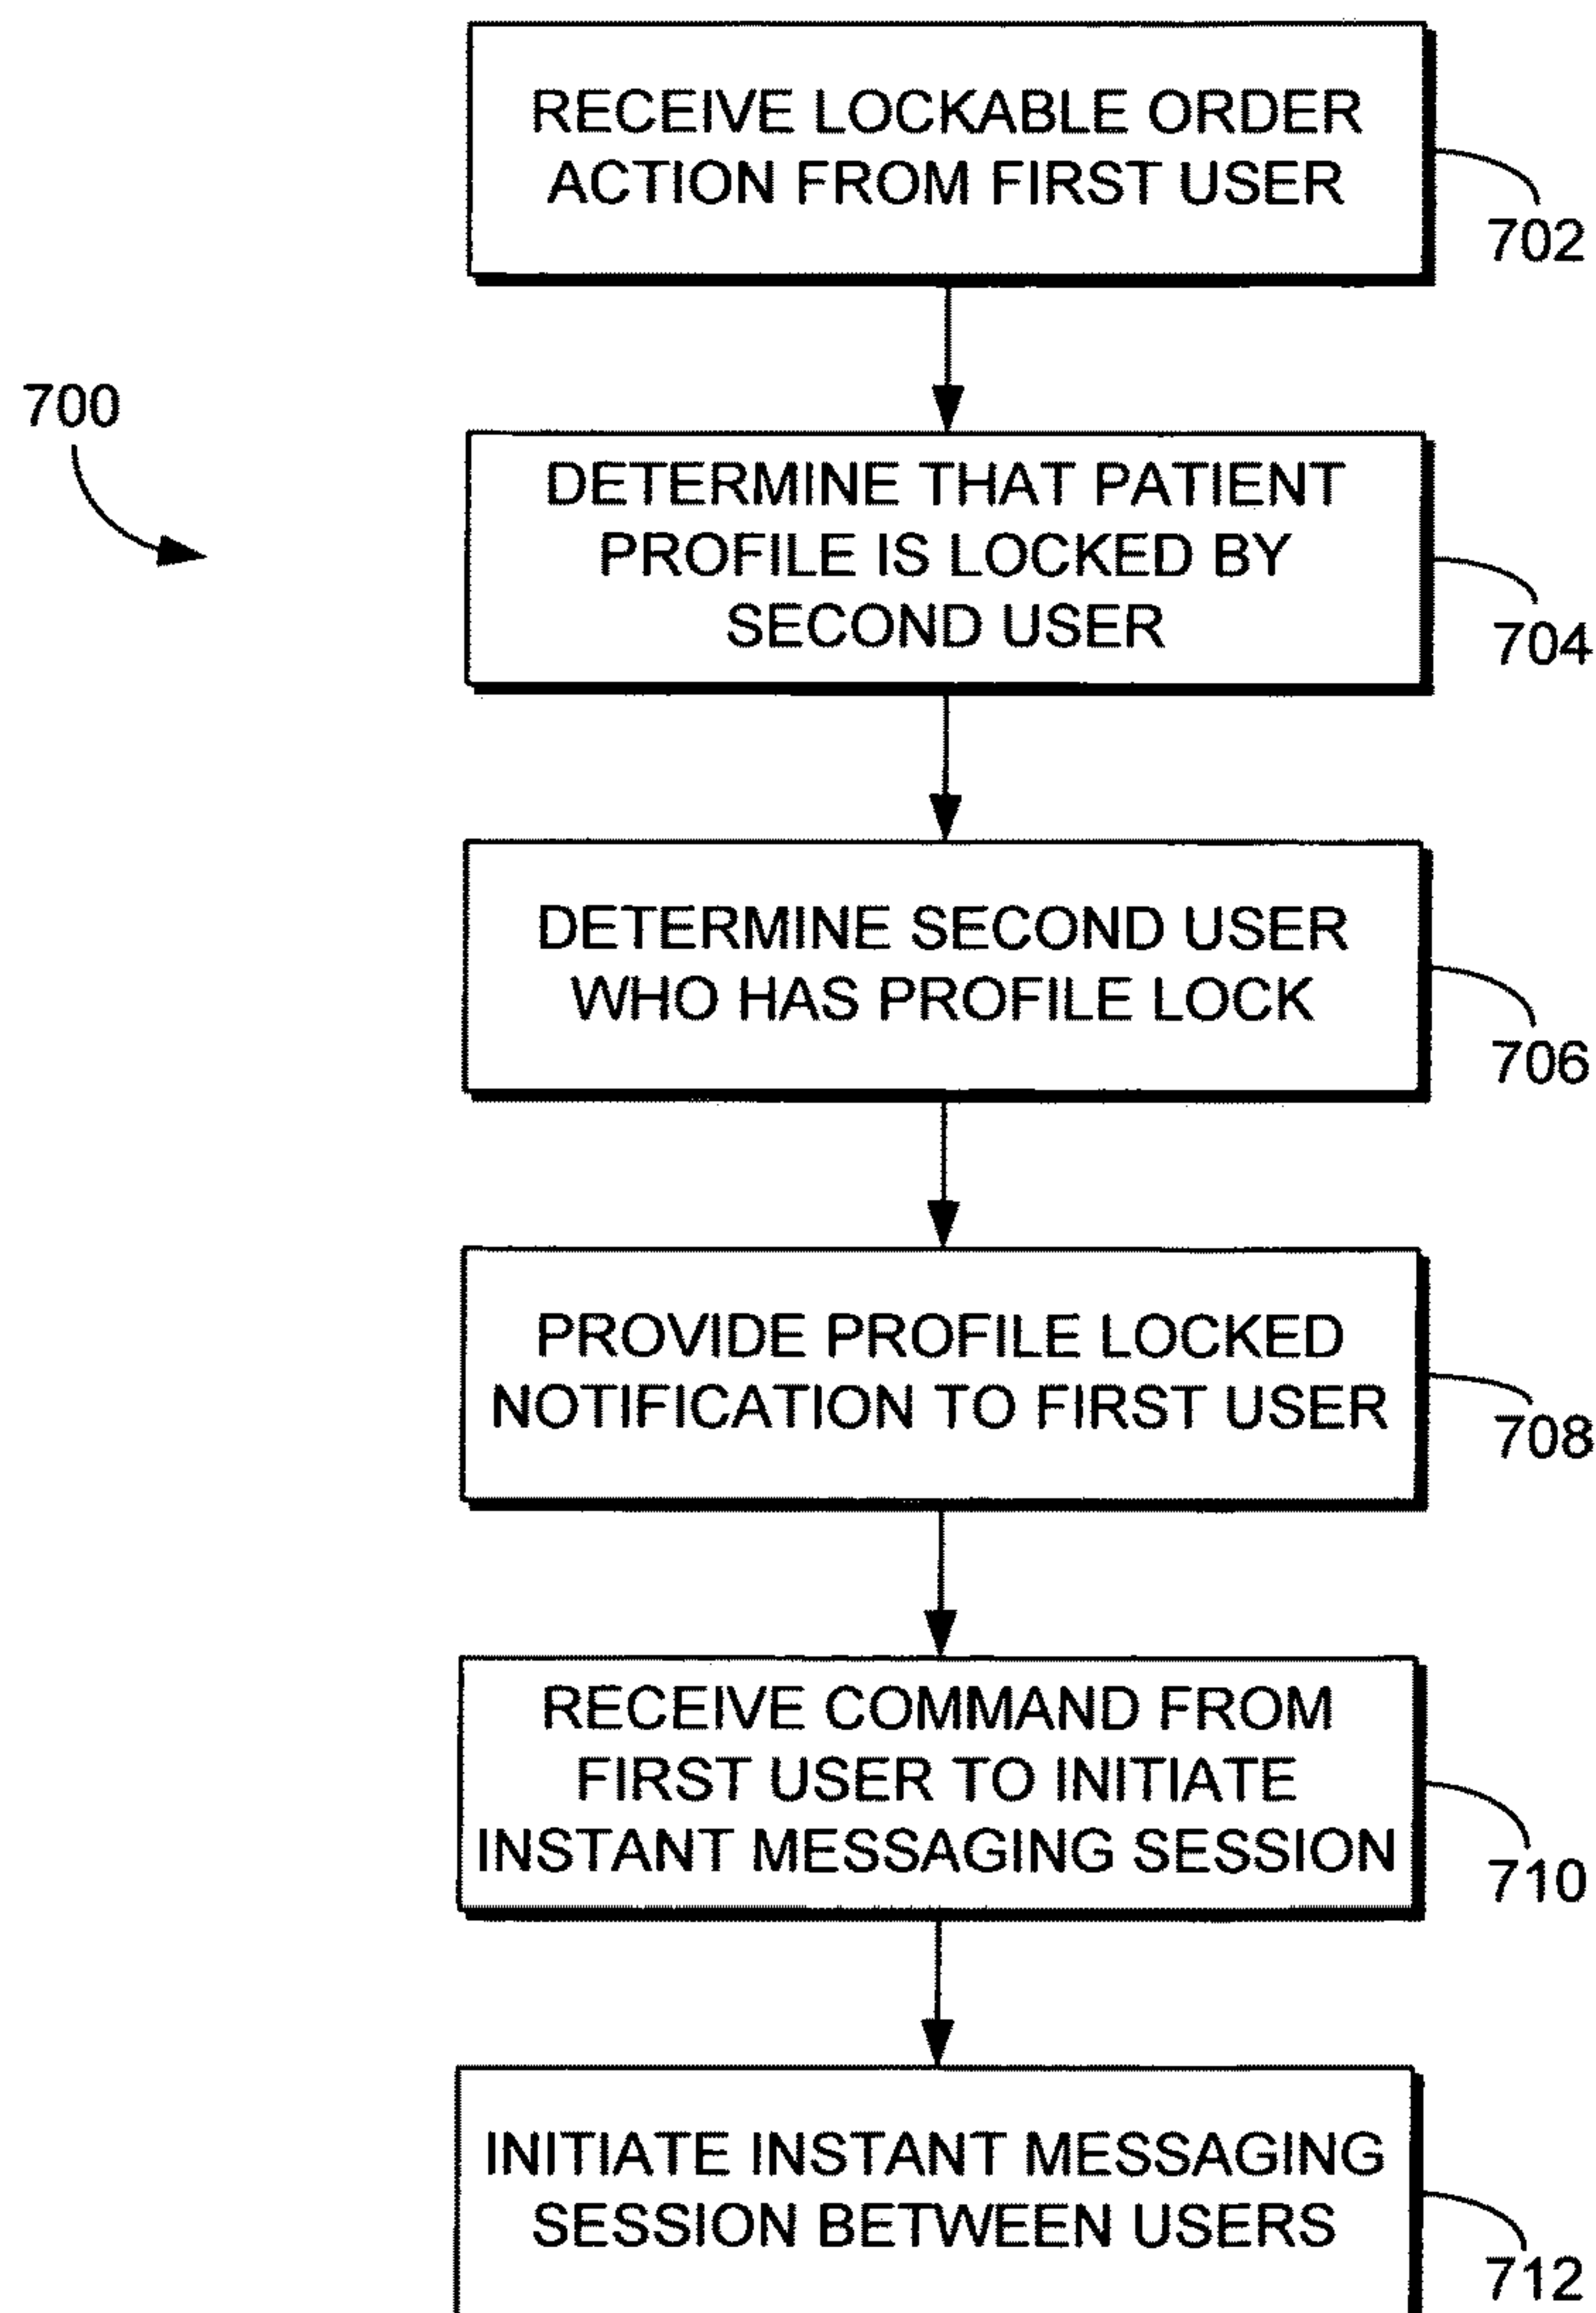 RECEIVE LOCKABLE ORDER
ACTION FROM FIRST USER
702
700
DETERMINE THAT PATIENT
PROFILE IS LOCKED BY
SECOND USER
704
DETERMINE SECOND USER
WHO HAS PROFILE LOCK
706
PROVIDE PROFILE LOCKED
NOTIFICATION TO FIRST USER
708
RECEIVE COMMAND FROM
FIRST USER TO INITIATE
INSTANT MESSAGING SESSION
710
INITIATE INSTANT MESSAGING
SESSION BETWEEN USERS
712